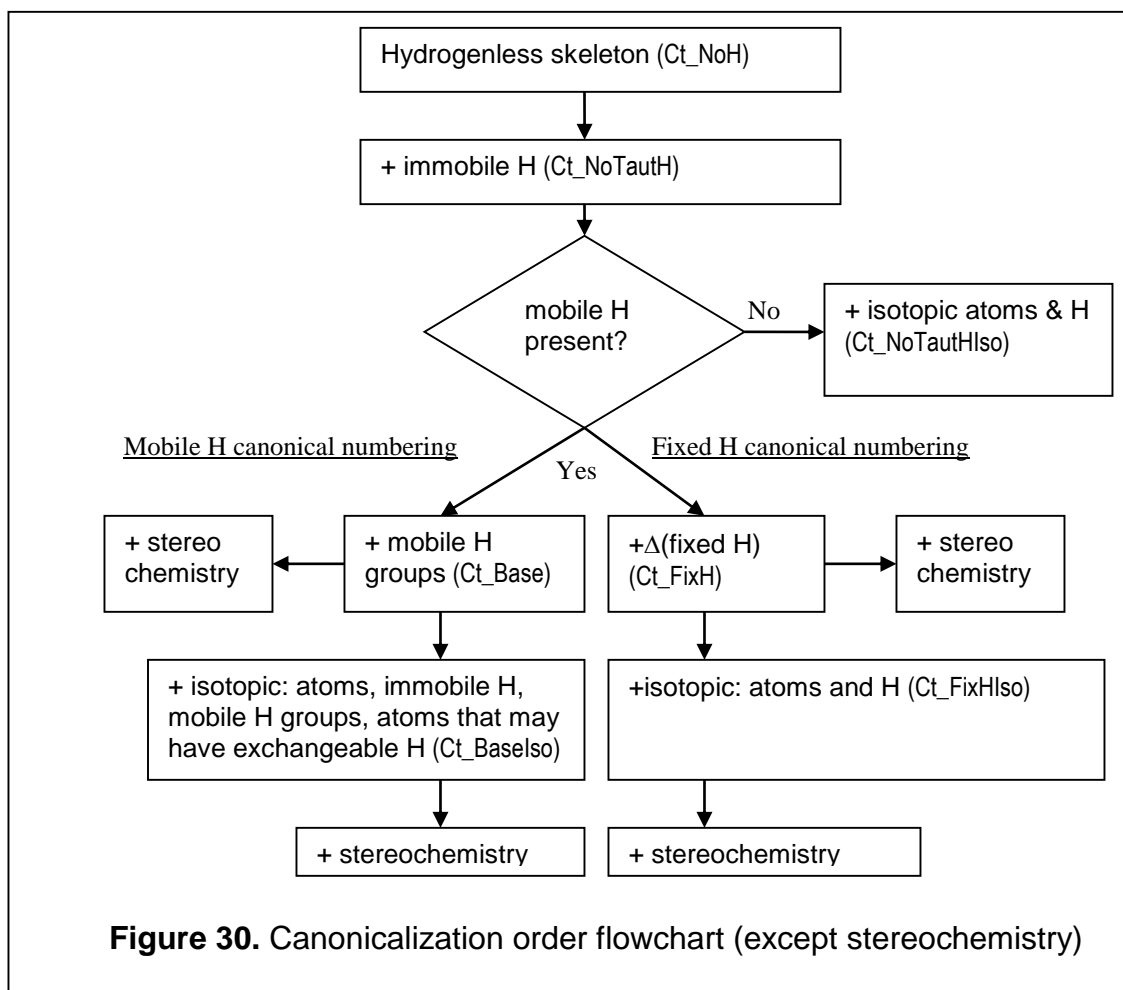 Hydrogenless skeleton (Ct_NoH)
+ immobile H (Ct_NoTautH)
mobile H
present?
No
+ isotopic atoms & H
(Ct_NoTautHIso)
Mobile H canonical numbering
Fixed H canonical numbering
Yes
+ stereo
chemistry
+ mobile H
groups (Ct_Base)
+Δ(fixed H)
(Ct_FixH)
+ stereo
chemistry
+ isotopic: atoms, immobile H,
mobile H groups, atoms that may
have exchangeable H (Ct_BaseIso)
+isotopic: atoms and H (Ct_FixHIso)
+ stereochemistry
+ stereochemistry
Figure 30. Canonicalization order flowchart (except stereochemistry)